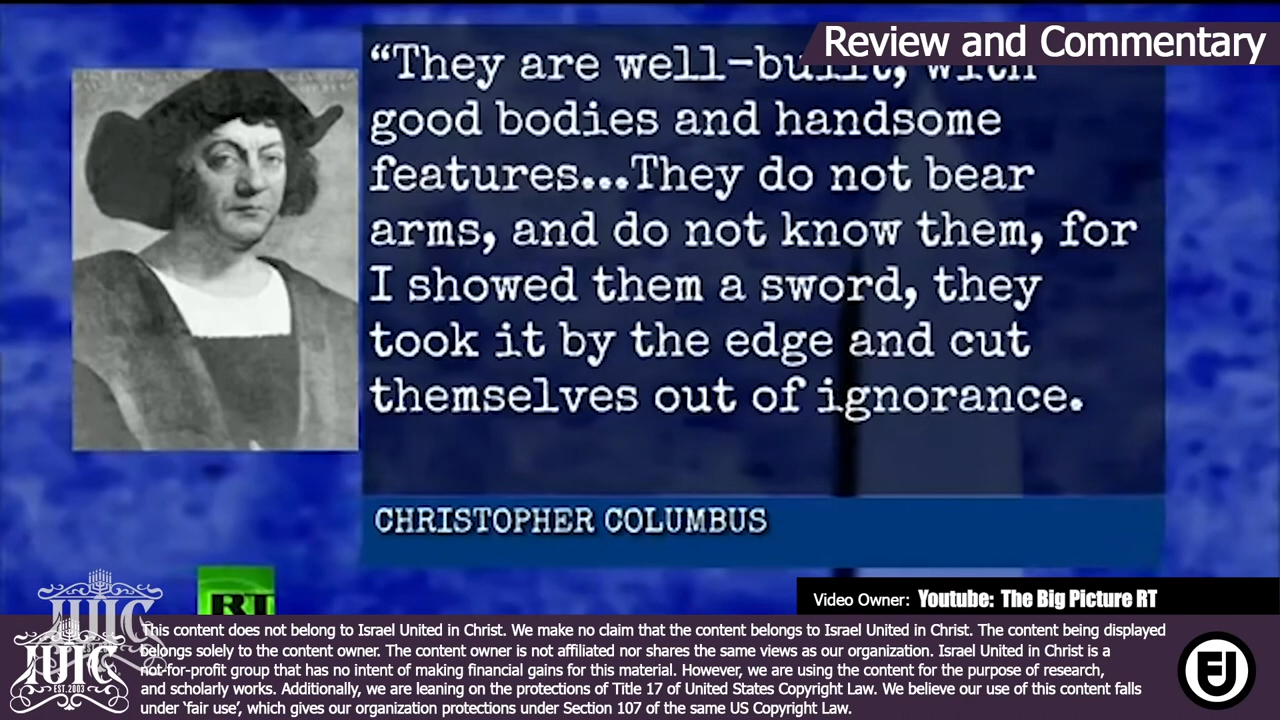 Review and Commentary
“They are well-built, with
good bodies and handsome
features...They do not bear
arms, and do not know them, for
I showed them a sword, they
took it by the edge and cut
themselves out of ignorance.
CHRISTOPHER COLUMBUS
RT
Video Owner: Youtube: The Big Picture RT
IUIC
IUIC
EST.2003
This content does not belong to Israel United in Christ. We make no claim that the content belongs to Israel United in Christ. The content being displayed
belongs solely to the content owner. The content owner is not affiliated nor shares the same views as our organization. Israel United in Christ is a
not-for-profit group that has no intent of making financial gains for this material. However, we are using the content for the purpose of research,
and scholarly works. Additionally, we are leaning on the protections of Title 17 of United States Copyright Law. We believe our use of this content falls
under ‘fair use’, which gives our organization protections under Section 107 of the same US Copyright Law.